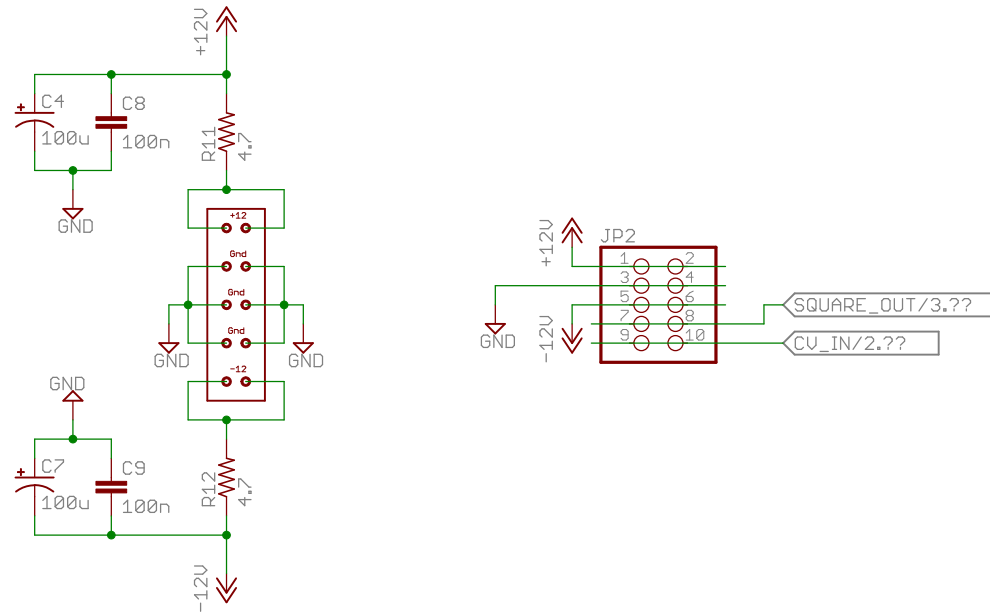 +12V
C4
100u
C8
100n
GND
R11
4.7
+12
Gnd
Gnd
Gnd
-12
GND
GND
GND
C7
100u
C9
100n
R12
4.7
-12V
+12V
JP2
1 2
3 4
5 6
7 8
9 10
GND
-12V
SQUARE_OUT/3.??
CV_IN/2.??